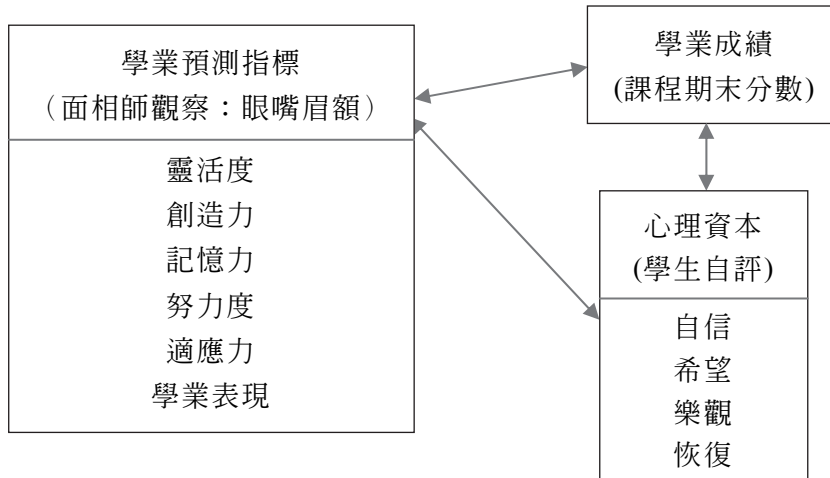 學業預測指標
（面相師觀察：眼嘴眉額）
靈活度
創造力
記憶力
努力度
適應力
學業表現
學業成績
(課程期末分數)
心理資本
(學生自評)
自信
希望
樂觀
恢復